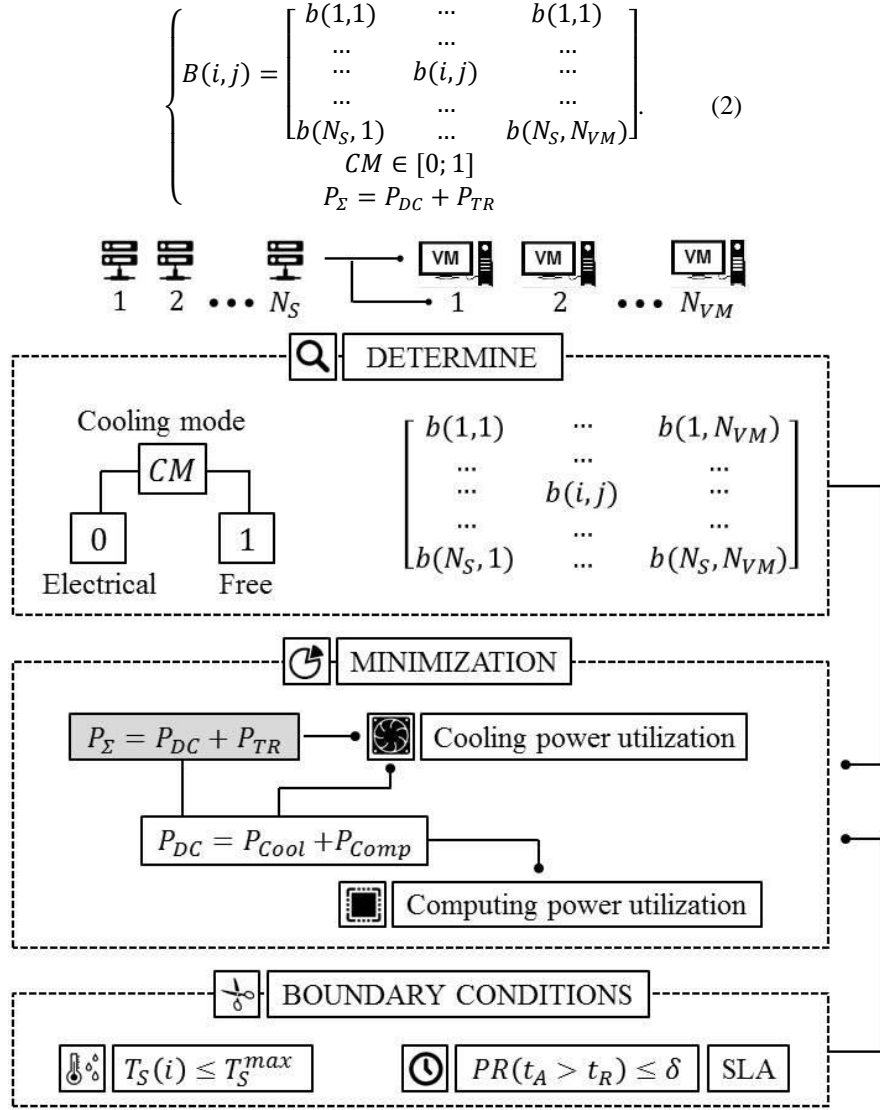 b(1,1) ⋯ b(1,1)
… … …
B(i,j) = ⋯ b(i,j) ⋯ . (2)
… … …
b(N_S,1) … b(N_S,N_VM)
CM ∈ [0; 1]
P_Σ = P_DC + P_TR
VM VM VM
1 2 ••• N_S 1 2 ••• N_VM
DETERMINE
Cooling mode
CM
0 1
Electrical Free
b(1,1) ⋯ b(1,N_VM)
… … …
⋯ b(i,j) ⋯
… … …
b(N_S,1) … b(N_S,N_VM)
MINIMIZATION
P_Σ = P_DC + P_TR Cooling power utilization
P_DC = P_Cool +P_Comp
Computing power utilization
BOUNDARY CONDITIONS
T_S(i) ≤ T_S^max PR(t_A > t_R) ≤ δ SLA